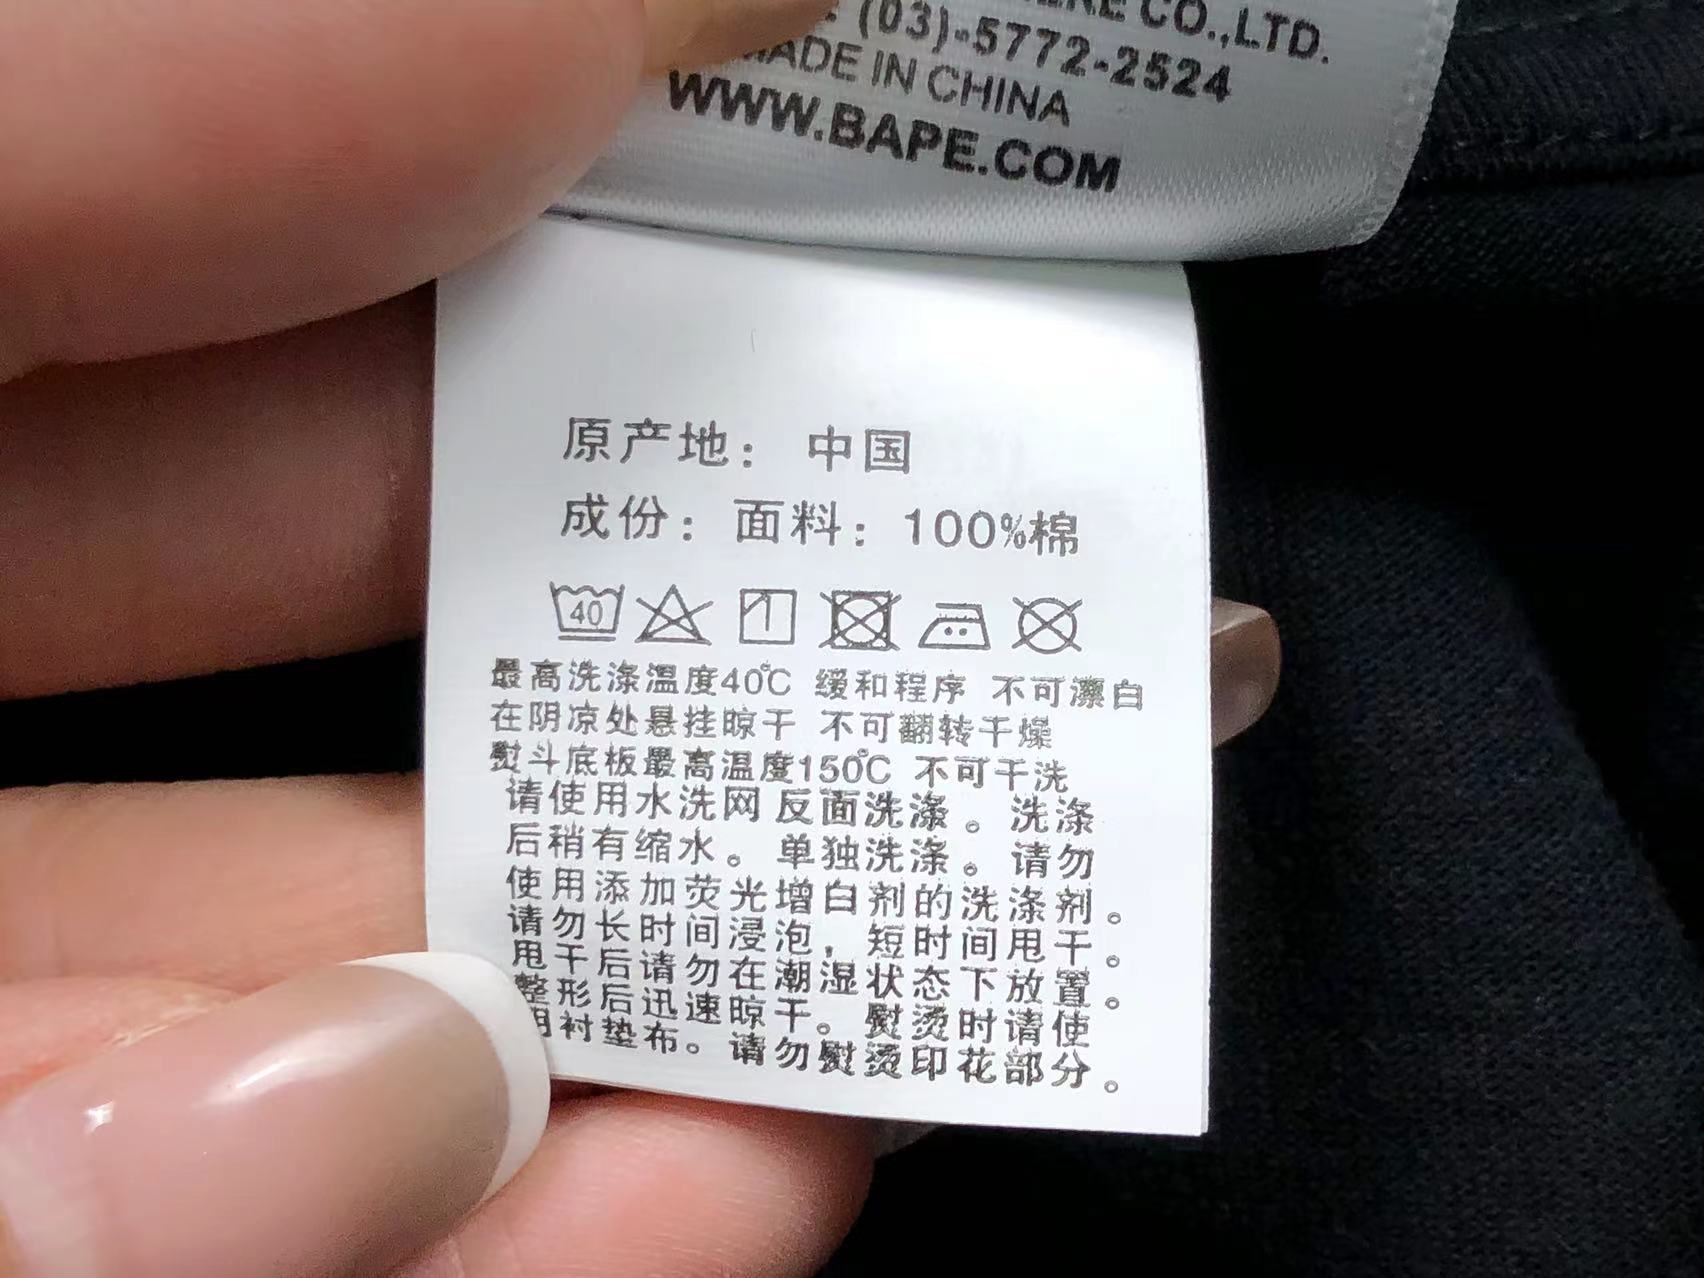 CO.,LTD.
(03)-5772-2524
MADE IN CHINA
WWW.BAPE.COM
原产地：中国
成份：面料：100%棉
40
最高洗涤温度40℃ 缓和程序 不可漂白
在阴凉处悬挂晾干 不可翻转干燥
熨斗底板最高温度150℃ 不可干洗
请使用水洗网反面洗涤。洗涤
后稍有缩水。单独洗涤。请勿
使用添加荧光增白剂的洗涤剂。
请勿长时间浸泡，短时间甩干。
甩干后请勿在潮湿状态下放置。
整形后迅速晾干。熨烫时请使
用衬垫布。请勿熨烫印花部分。